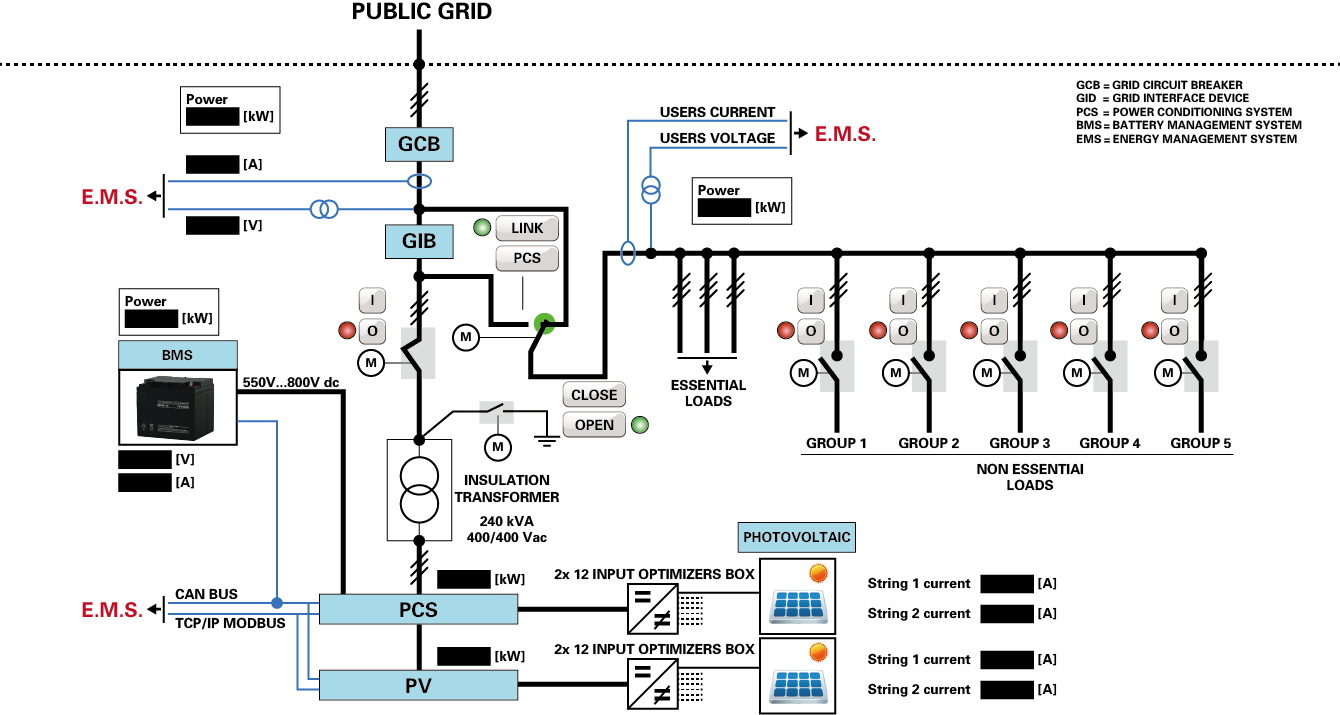 PUBLIC GRID
GCB = GRID CIRCUIT BREAKER
GID = GRID INTERFACE DEVICE
PCS = POWER CONDITIONING SYSTEM
BMS = BATTERY MANAGEMENT SYSTEM
EMS = ENERGY MANAGEMENT SYSTEM
Power
[kW]
GCB
USERS CURRENT
USERS VOLTAGE
E.M.S.
[A]
E.M.S.
[V]
Power
[kW]
GIB
LINK
PCS
Power
[kW]
I
O
M
M
I
O
M
I
O
M
I
O
M
I
O
M
I
O
M
BMS
550V...800V dc
[V]
[A]
CLOSE
OPEN
M
ESSENTIAL
LOADS
GROUP 1
GROUP 2
GROUP 3
GROUP 4
GROUP 5
NON ESSENTIAI
LOADS
INSULATION
TRANSFORMER
240 kVA
400/400 Vac
PHOTOVOLTAIC
[kW]
2x 12 INPUT OPTIMIZERS BOX
String 1 current
[A]
String 2 current
[A]
E.M.S.
CAN BUS
TCP/IP MODBUS
PCS
[kW]
2x 12 INPUT OPTIMIZERS BOX
String 1 current
[A]
String 2 current
[A]
PV